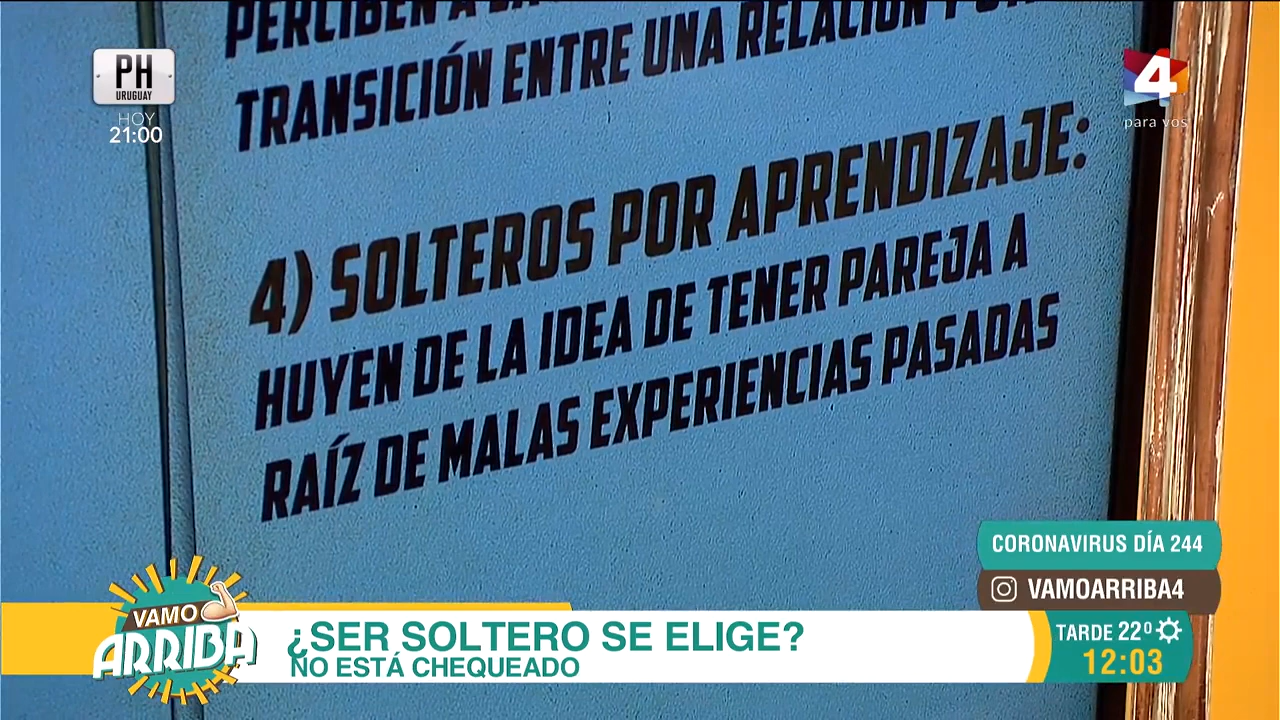 PERCIBEN A
TRANSICIÓN ENTRE UNA RELACIÓN
4) SOLTEROS POR APRENDIZAJE:
HUYEN DE LA IDEA DE TENER PAREJA A
RAÍZ DE MALAS EXPERIENCIAS PASADAS
PH
URUGUAY
HOY
21:00
4
para vos
CORONAVIRUS DÍA 244
VAMOARRIBA4
VAMO
ARRIBA
¿SER SOLTERO SE ELIGE?
NO ESTÁ CHEQUEADO
TARDE 22º
12:03